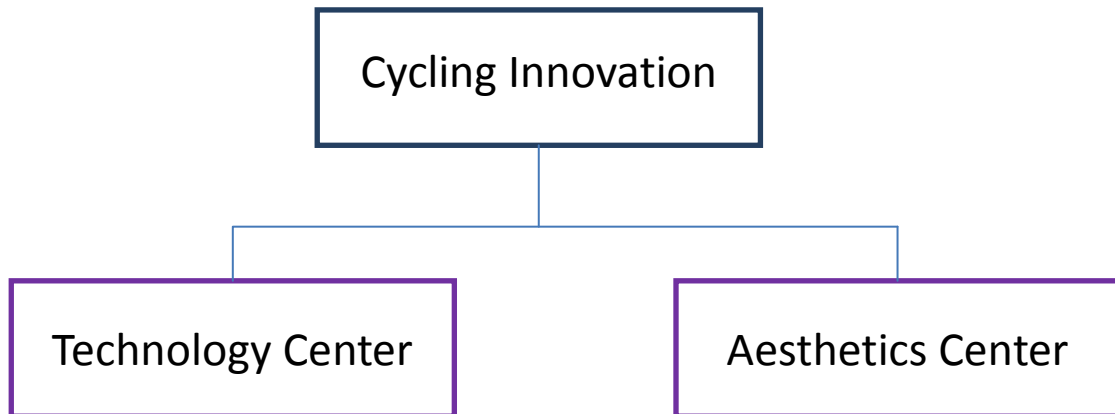 Cycling Innovation
Technology Center
Aesthetics Center